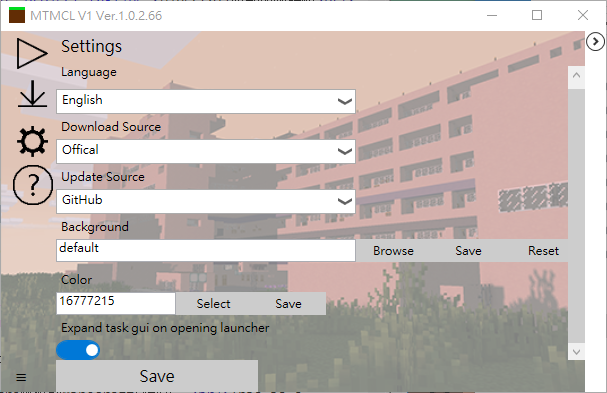 MTMCL V1 Ver.1.0.2.66
Settings
Language
English
Download Source
Offical
Update Source
GitHub
Background
default Browse Save Reset
Color
16777215 Select Save
Expand task gui on opening launcher
Save